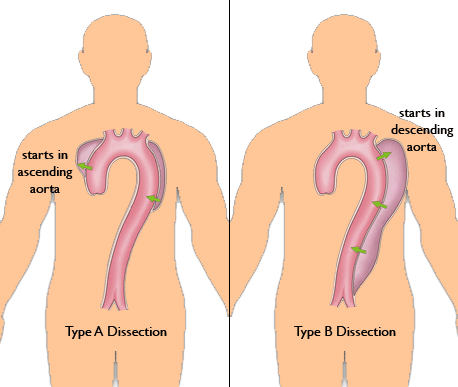 starts in
ascending
aorta
Type A Dissection
starts in
descending
aorta
Type B Dissection